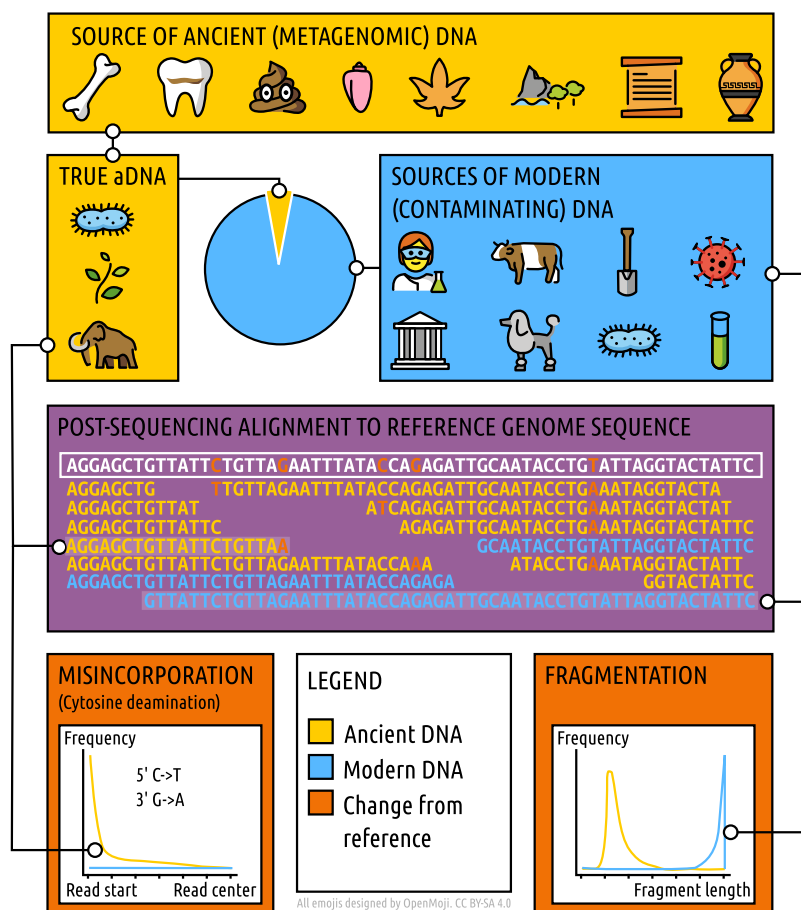 SOURCE OF ANCIENT (METAGENOMIC) DNA
TRUE aDNA
SOURCES OF MODERN
(CONTAMINATING) DNA
POST-SEQUENCING ALIGNMENT TO REFERENCE GENOME SEQUENCE
AGGAGCTGTTATTCTGTTAGAATTTATACCAGAGATTGCAATACCTGTATTAGGTACTATTC
AGGAGCTG TTGTTAGAATTTATACCAGAGATTGCAATACCTGAAATAGGTACTA
AGGAGCTGTTAT ATCAGAGATTGCAATACCTGAAATAGGTACTAT
AGGAGCTGTTATTC AGAGATTGCAATACCTGAAATAGGTACTATTC
AGGAGCTGTTATTCTGTTAA GCAATACCTGTATTAGGTACTATTC
AGGAGCTGTTATTCTGTTAGAATTTATACCAAA ATACCTGAAATAGGTACTATT
AGGAGCTGTTATTCTGTTAGAATTTATACCAGAGA GGTACTATTC
GTTATTCTGTTAGAATTTATACCAGAGATTGCAATACCTGTATTAGGTACTATTC
MISINCORPORATION
(Cytosine deamination)
Frequency
5' C->T
3' G->A
Read start Read center
LEGEND
Ancient DNA
Modern DNA
Change from
reference
All emojis designed by OpenMoji. CC BY-SA 4.0
FRAGMENTATION
Frequency
Fragment length